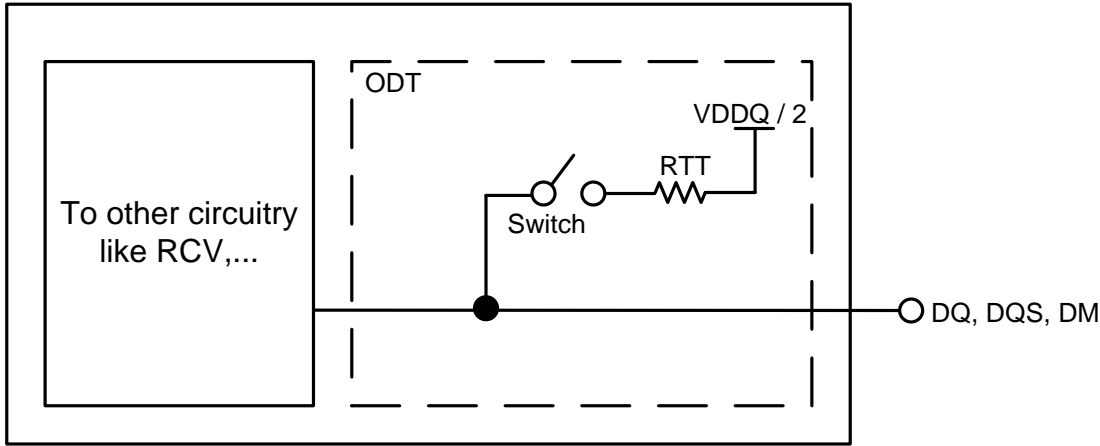 ODT
VDDQ / 2
RTT
Switch
To other circuitry
like RCV,...
DQ, DQS, DM